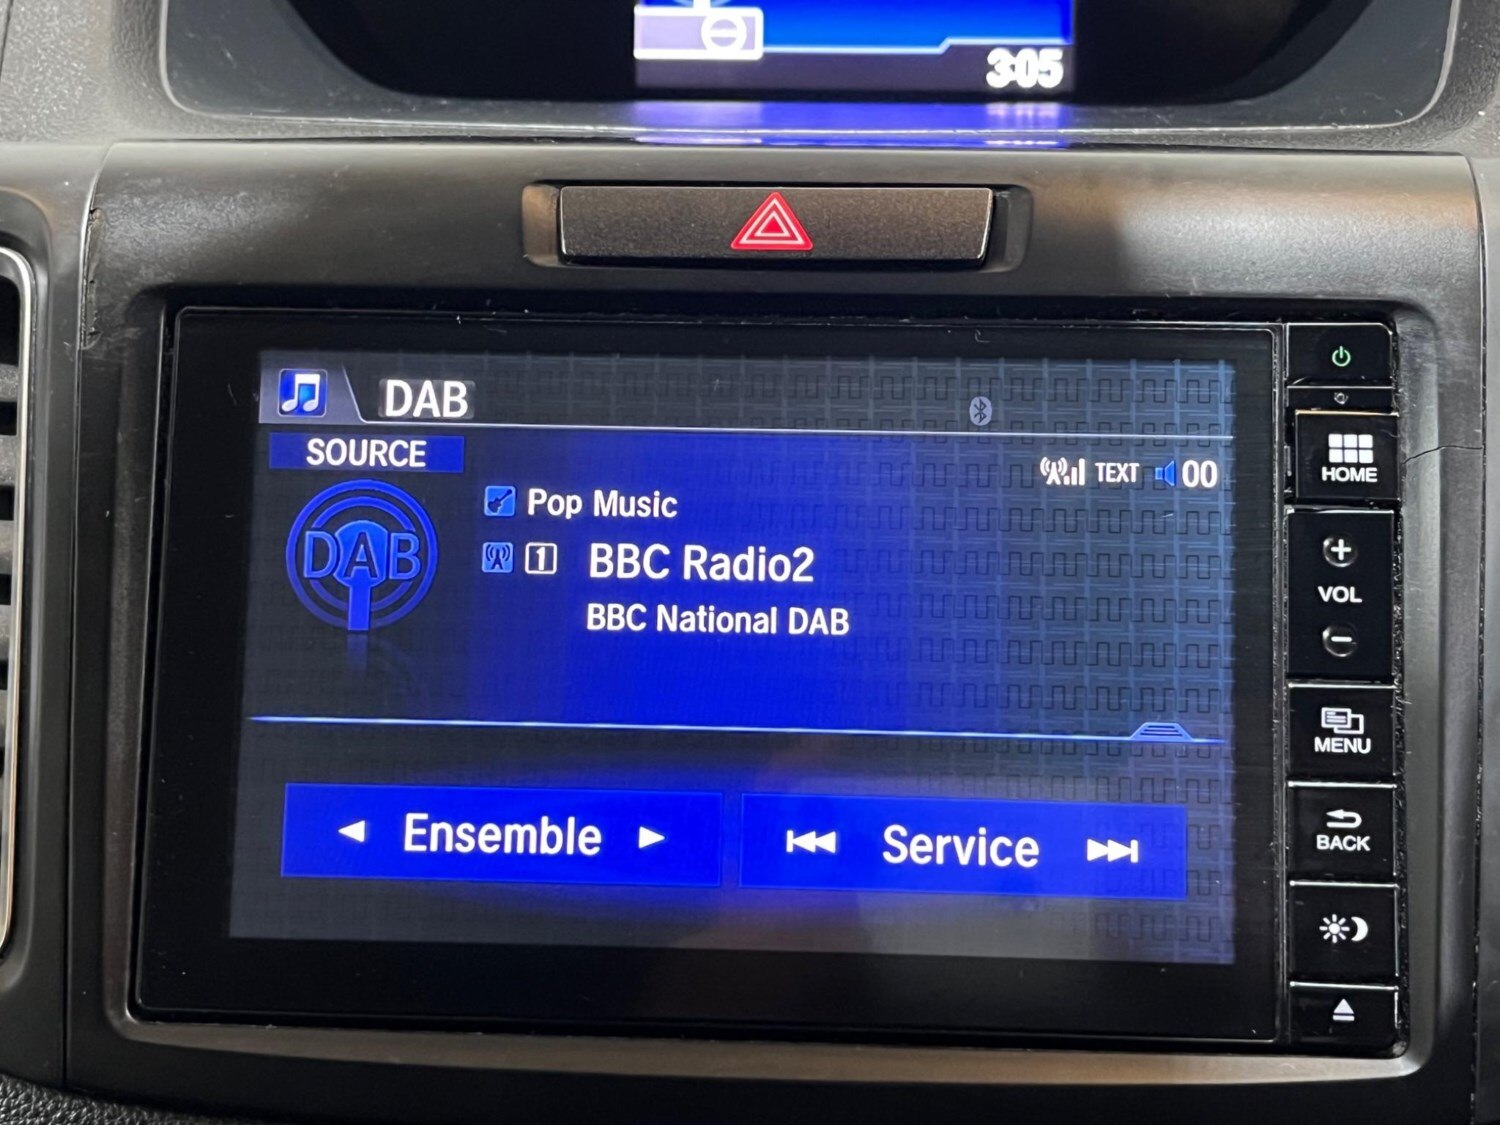 3:05
DAB
SOURCE
TEXT 00
Pop Music
DAB
1 BBC Radio2
BBC National DAB
Ensemble
Service
HOME
+
VOL
-
MENU
BACK